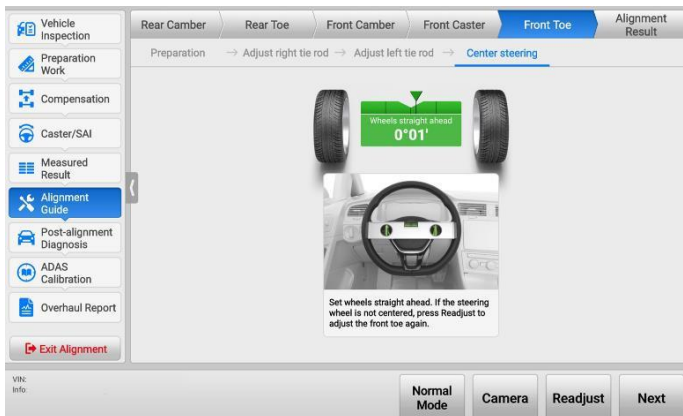 Vehicle
Inspection
Preparation
Work
Compensation
Caster/SAI
Measured
Result
Alignment
Guide
Post-alignment
Diagnosis
ADAS
Calibration
Overhaul Report
Exit Alignment
Rear Camber
Rear Toe
Front Camber
Front Caster
Front Toe
Alignment
Result
Preparation → Adjust right tie rod → Adjust left tie rod → Center steering
Wheels straight ahead
0°01'
Set wheels straight ahead. If the steering
wheel is not centered, press Readjust to
adjust the front toe again.
VIN:
Info:
Normal
Mode
Camera
Readjust
Next